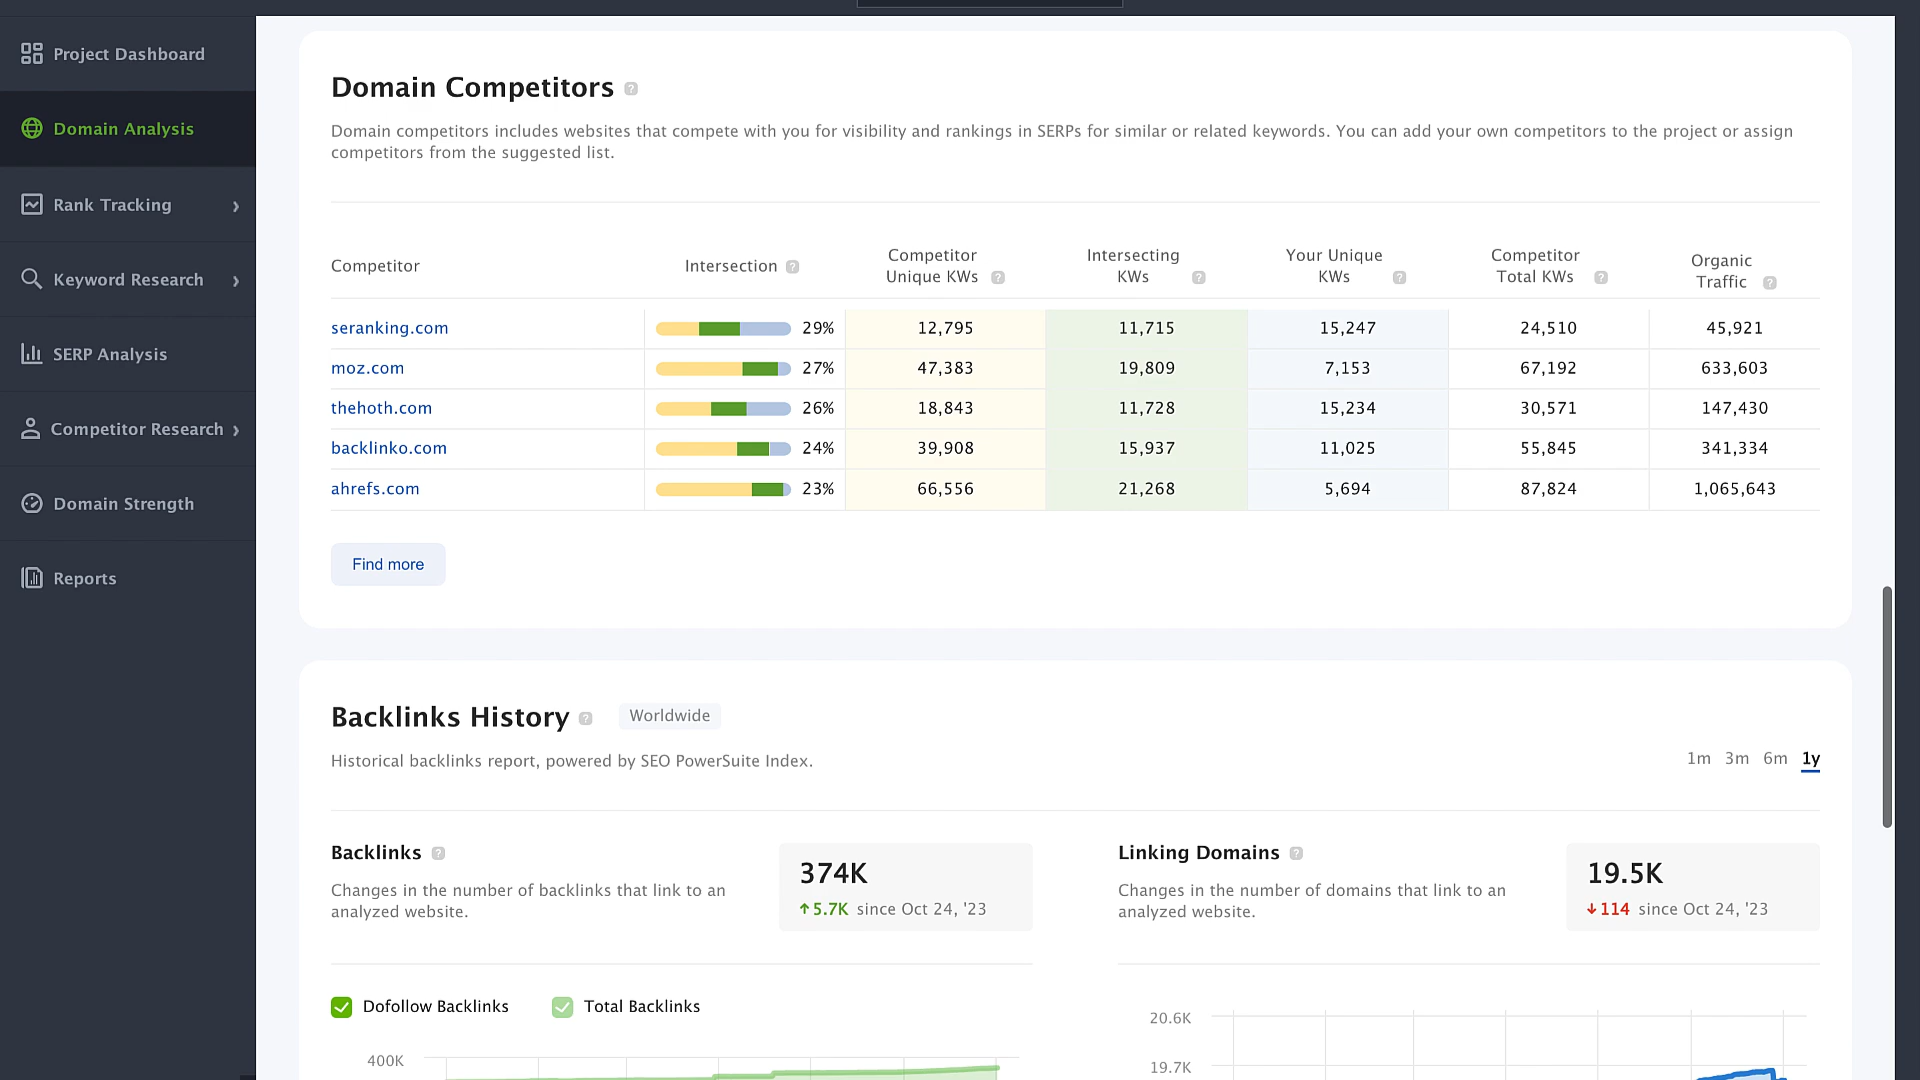 Project Dashboard
Domain Analysis
Rank Tracking
Keyword Research
SERP Analysis
Competitor Research
Domain Strength
Reports
Domain Competitors ?
Domain competitors includes websites that compete with you for visibility and rankings in SERPs for similar or related keywords. You can add your own competitors to the project or assign
competitors from the suggested list.
Competitor Intersection ? Competitor Unique KWs ? Intersecting KWs ? Your Unique KWs ? Competitor Total KWs ? Organic Traffic ?
seranking.com 29% 12,795 11,715 15,247 24,510 45,921
moz.com 27% 47,383 19,809 7,153 67,192 633,603
thehoth.com 26% 18,843 11,728 15,234 30,571 147,430
backlinko.com 24% 39,908 15,937 11,025 55,845 341,334
ahrefs.com 23% 66,556 21,268 5,694 87,824 1,065,643
Find more
Backlinks History ? Worldwide
Historical backlinks report, powered by SEO PowerSuite Index.
1m 3m 6m 1y
Backlinks ?
Changes in the number of backlinks that link to an
analyzed website.
374K
↑5.7K since Oct 24, '23
Linking Domains ?
Changes in the number of domains that link to an
analyzed website.
19.5K
↓114 since Oct 24, '23
Dofollow Backlinks Total Backlinks
400K
20.6K
19.7K